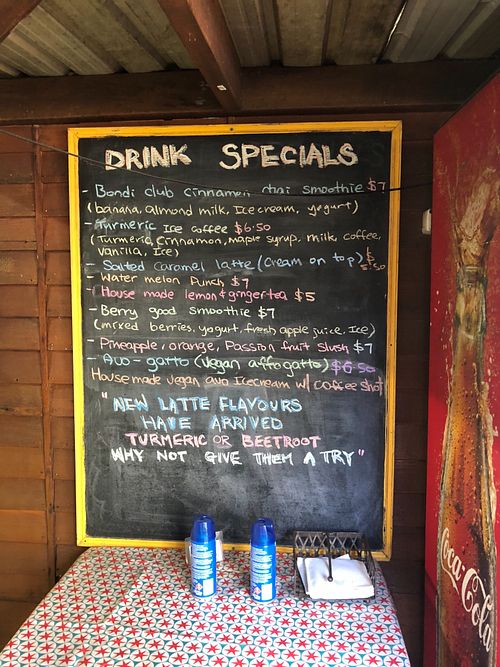 DRINK SPECIALS
- Bondi club cinnamen chai smoothie $7
(banana, almond milk, Ice cream, yogurt)
- Turmeric Ice coffee $6.50
(Turmeric, Cinnamon, maple syrup, milk, coffee,
vanilla, Ice)
- Salted Caramel latte (Cream on top) $5.50
- Water melon Punch $7
- House made lemon & ginger tea $5
- Berry good smoothie $7
(mixed berries, yogurt, fresh apple juice, Ice)
- Pineapple, orange, Passion fruit Slush $7
- Avo-gatto (vegan affogatto) $6.50
House made vegan avo Icecream w/ coffee shot
"NEW LATTE FLAVOURS
HAVE ARRIVED
TURMERIC OR BEETROOT
WHY NOT GIVE THEM A TRY"
Coca-Cola